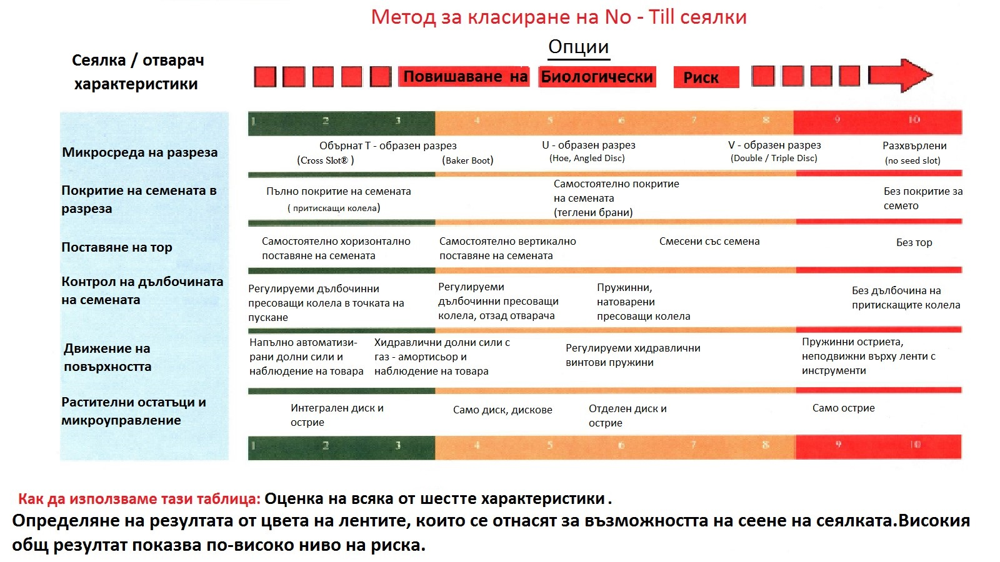 Метод за класиране на No - Till сеялки
Опции
Сеялка / отварач
характеристики
Повишаване на Биологически Риск
1 2 3 4 5 6 7 8 9 10
Микросреда на разреза
Обърнат Т - образен разрез
(Cross Slot® )
(Baker Boot)
U - образен разрез
(Hoe, Angled Disc)
V - образен разрез
(Double / Triple Disc)
Разхвърлени
(no seed slot)
Покритие на семената в
разреза
Пълно покритие на семената
( притискащи колела)
Самостоятелно покритие
на семената
(теглени брани)
Без покритие за
семето
Поставяне на тор
Самостоятелно хоризонтално
поставяне на семената
Самостоятелно вертикално
поставяне на семената
Смесени със семена
Без тор
Контрол на дълбочината
на семената
Регулируеми дълбочинни
пресоващи колела в точката на
пускане
Регулируеми
дълбочинни пресоващи
колела, отзад отварача
Пружинни,
натоварени
пресоващи колела
Без дълбочина на
притискащите колела
Движение на
повърхността
Напълно автоматизи-
рани долни сили и
наблюдение на товара
Хидравлични долни сили с
газ - амортисьор и
наблюдение на товара
Регулируеми хидравлични
винтови пружини
Пружинни остриета,
неподвижни върху ленти с
инструменти
Растителни остатъци и
микроуправление
Интегрален диск и
острие
Само диск, дискове
Отделен диск и
острие
Само острие
1 2 3 4 5 6 7 8 9 10
Как да използваме тази таблица: Оценка на всяка от шестте характеристики.
Определяне на резултата от цвета на лентите, които се отнасят за възможността на сеене на сеялката.Високия
общ резултат показва по-високо ниво на риска.